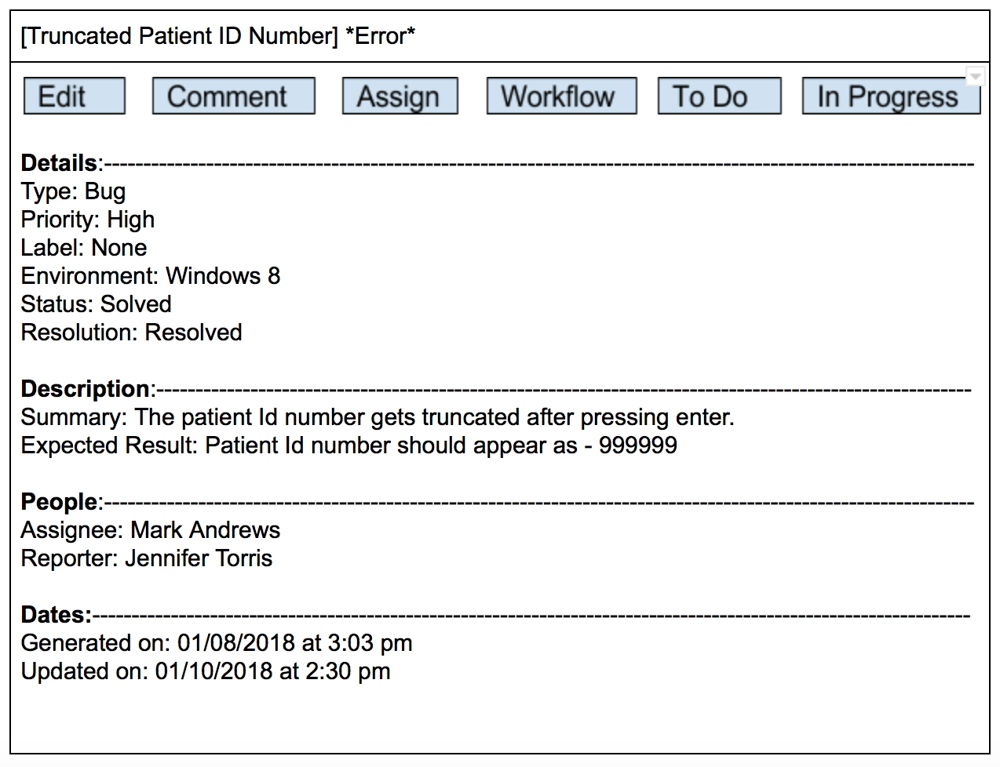 [Truncated Patient ID Number] *Error*
Edit Comment Assign Workflow To Do In Progress
Details:----------------------------------------------------------------------------------------------------------------
Type: Bug
Priority: High
Label: None
Environment: Windows 8
Status: Solved
Resolution: Resolved
Description:---------------------------------------------------------------------------------------------------------
Summary: The patient Id number gets truncated after pressing enter.
Expected Result: Patient Id number should appear as - 999999
People:----------------------------------------------------------------------------------------------------------------
Assignee: Mark Andrews
Reporter: Jennifer Torris
Dates:-----------------------------------------------------------------------------------------------------------------
Generated on: 01/08/2018 at 3:03 pm
Updated on: 01/10/2018 at 2:30 pm